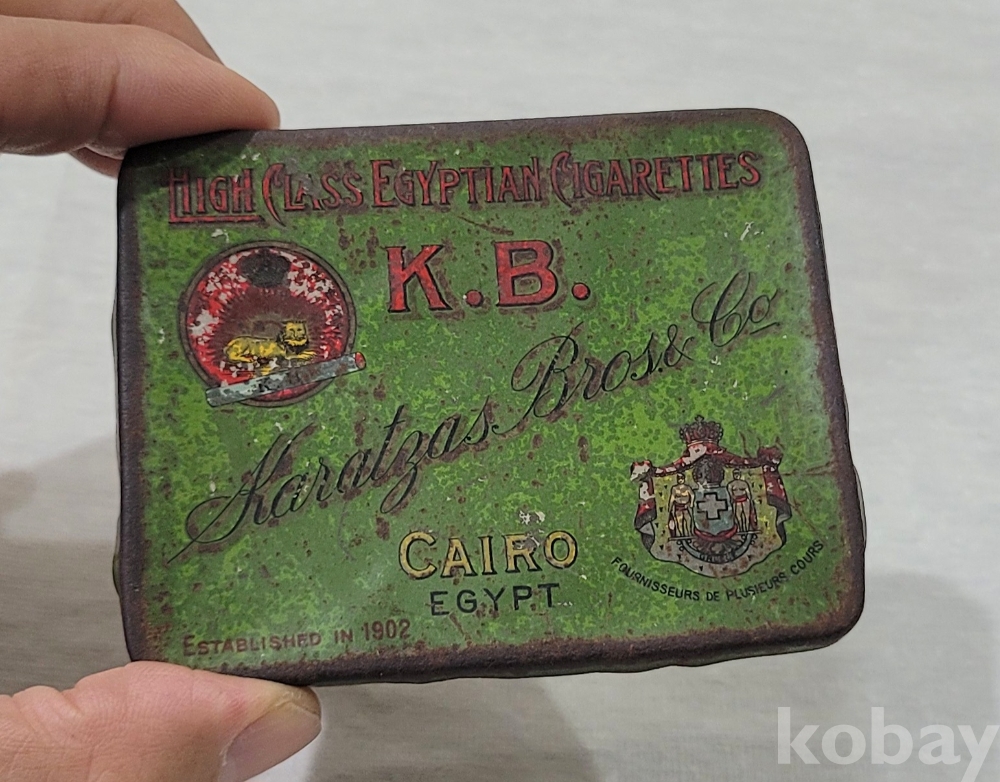 HIGH CLASS EGYPTIAN CIGARETTES
K.B.
Karatzas Bros. & Co
CAIRO
EGYPT
FOURNISSEURS DE PLUSIEURS COURS
ESTABLISHED IN 1902
kobay